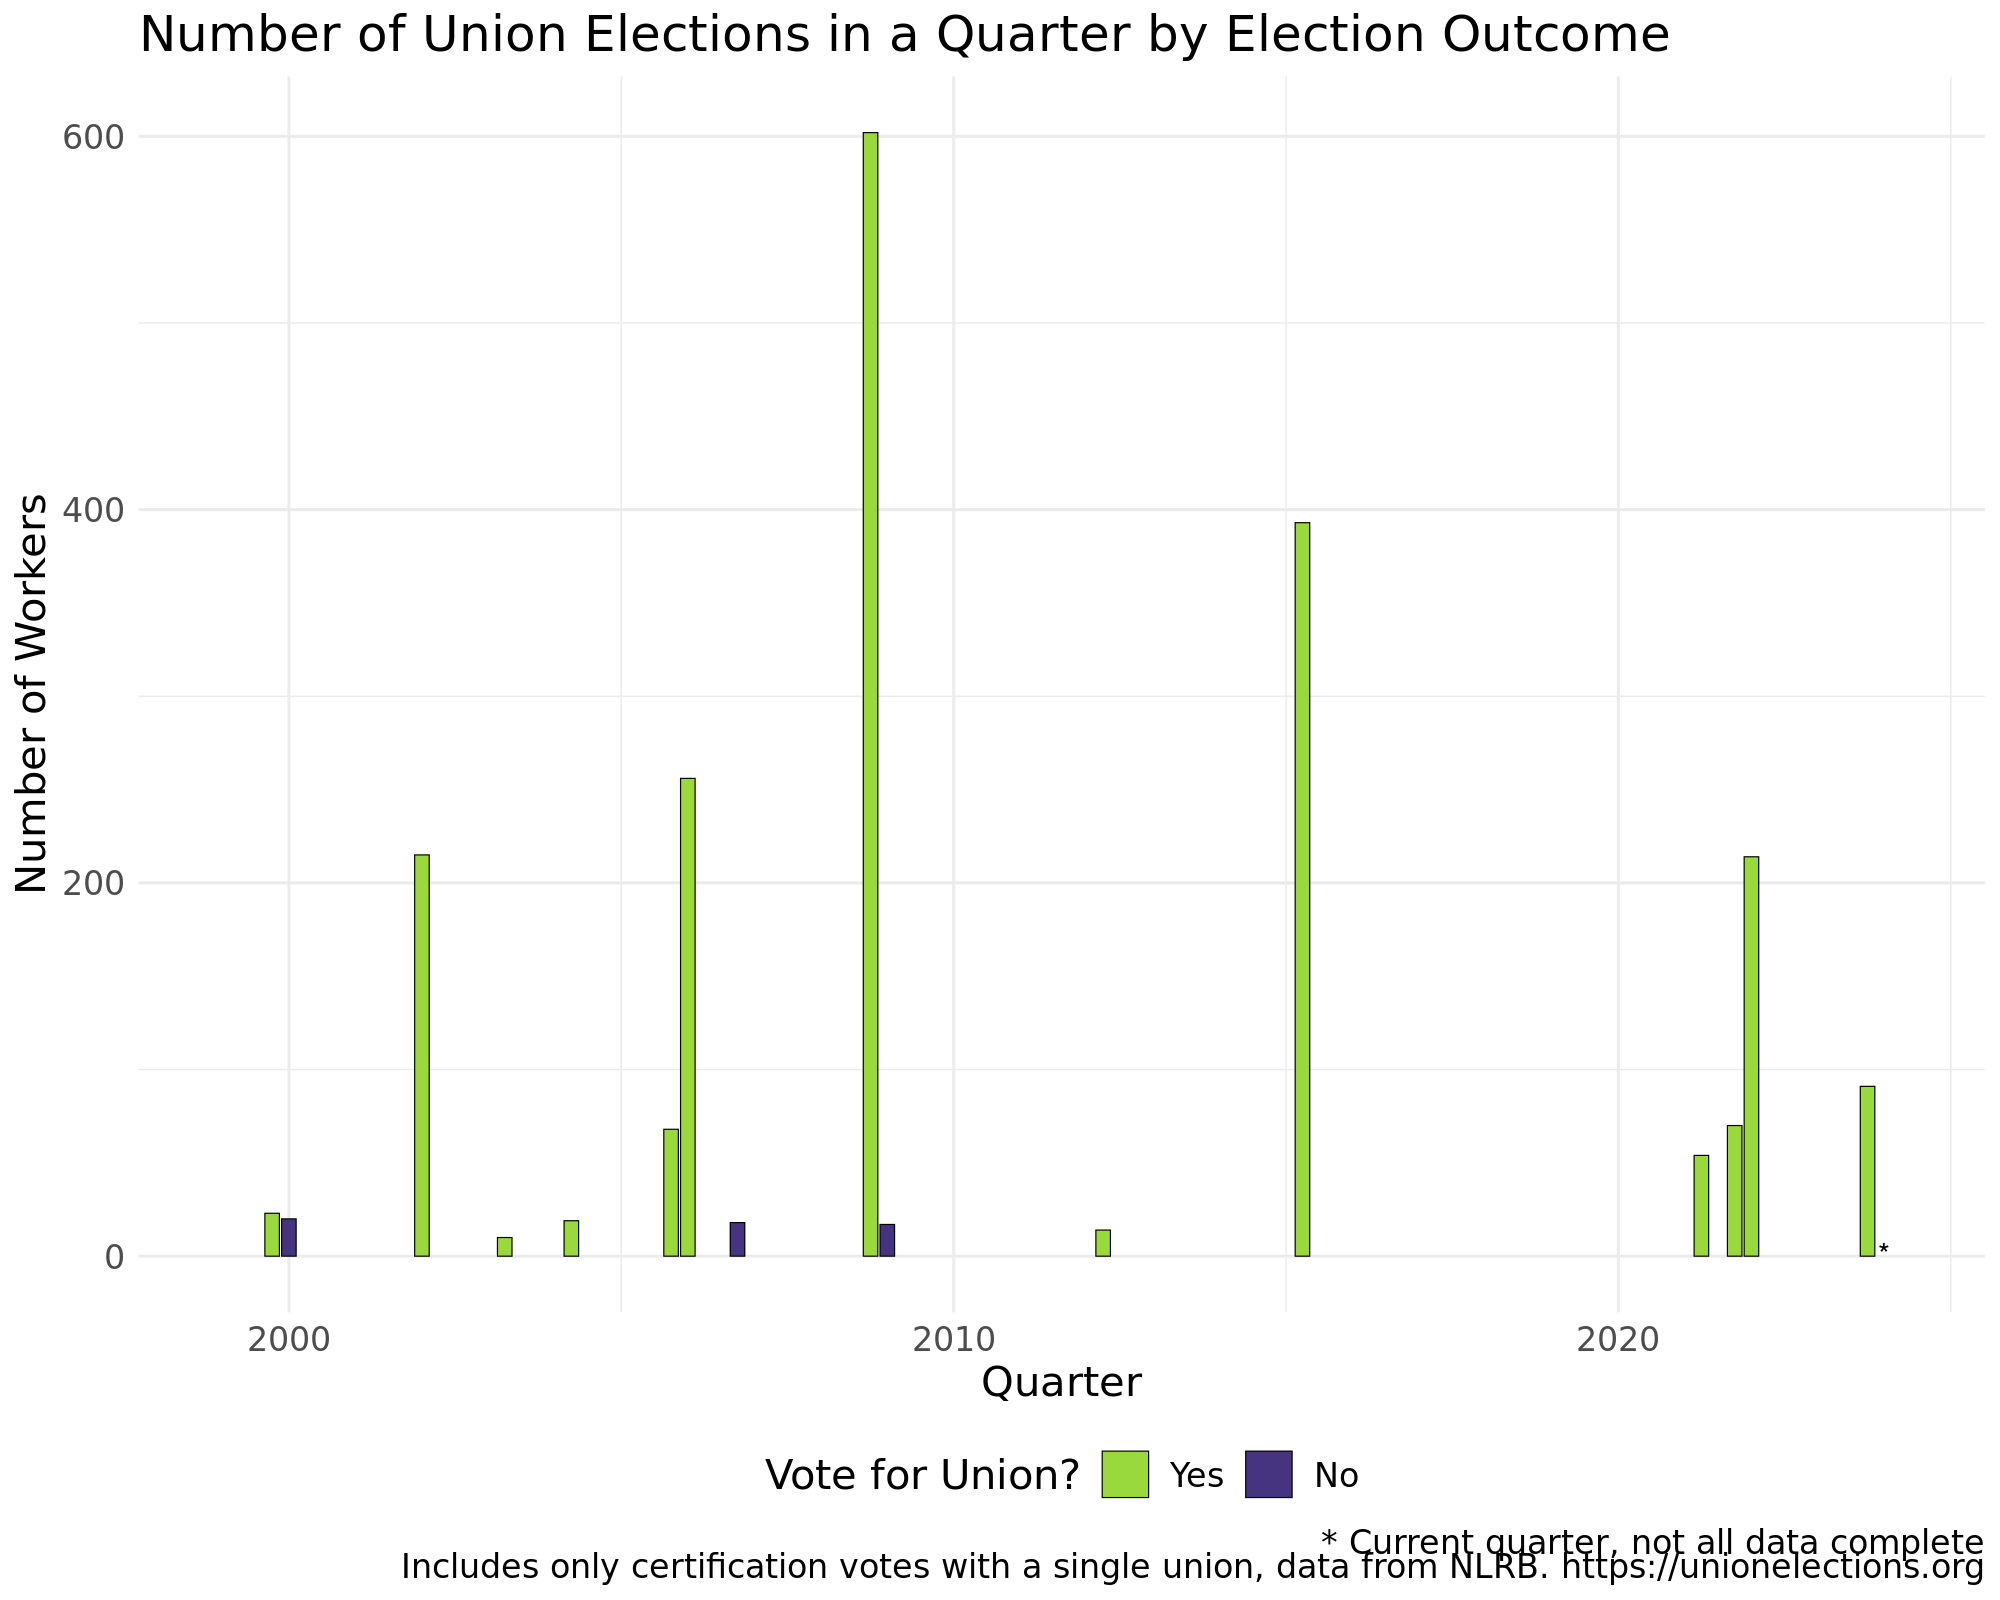 Number of Union Elections in a Quarter by Election Outcome
Number of Workers
600
400
200
0
*
2000
2010
2020
Quarter
Vote for Union?
Yes
No
* Current quarter, not all data complete
Includes only certification votes with a single union, data from NLRB. https://unionelections.org